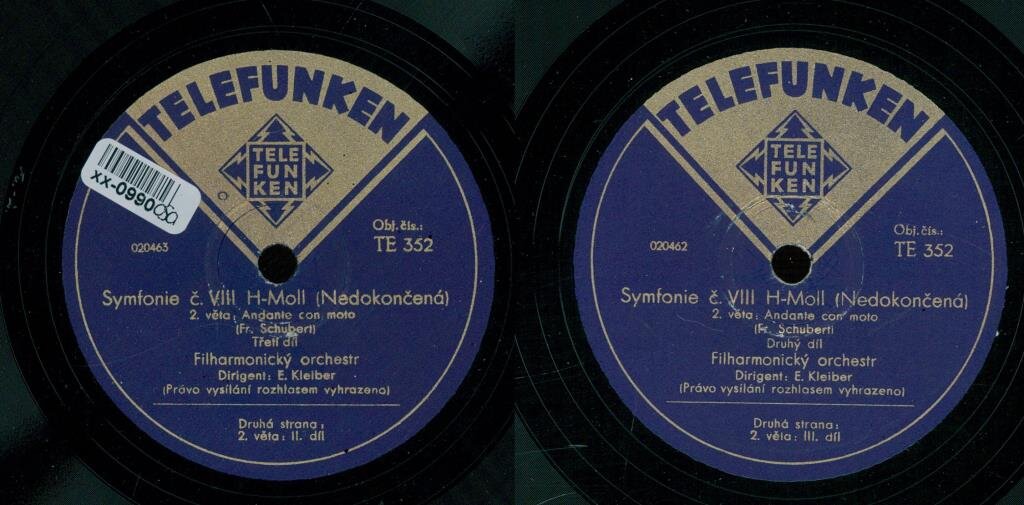 TELEFUNKEN
TELE
FUN
KEN
XX-0990
Obj. čís.:
TE 352
020463
Symfonie č. VIII H-Moll (Nedokončená)
2. věta: Andante con moto
(Fr. Schubert)
Třetí díl
Filharmonický orchestr
Dirigent: E. Kleiber
(Právo vysílání rozhlasem vyhrazeno)
Druhá strana:
2. věta: II. díl
TELEFUNKEN
TELE
FUN
KEN
Obj. čís.:
TE 352
020462
Symfonie č. VIII H-Moll (Nedokončená)
2. věta: Andante con moto
(Fr. Schubert)
Druhý díl
Filharmonický orchestr
Dirigent: E. Kleiber
(Právo vysílání rozhlasem vyhrazeno)
Druhá strana:
2. věta: III. díl